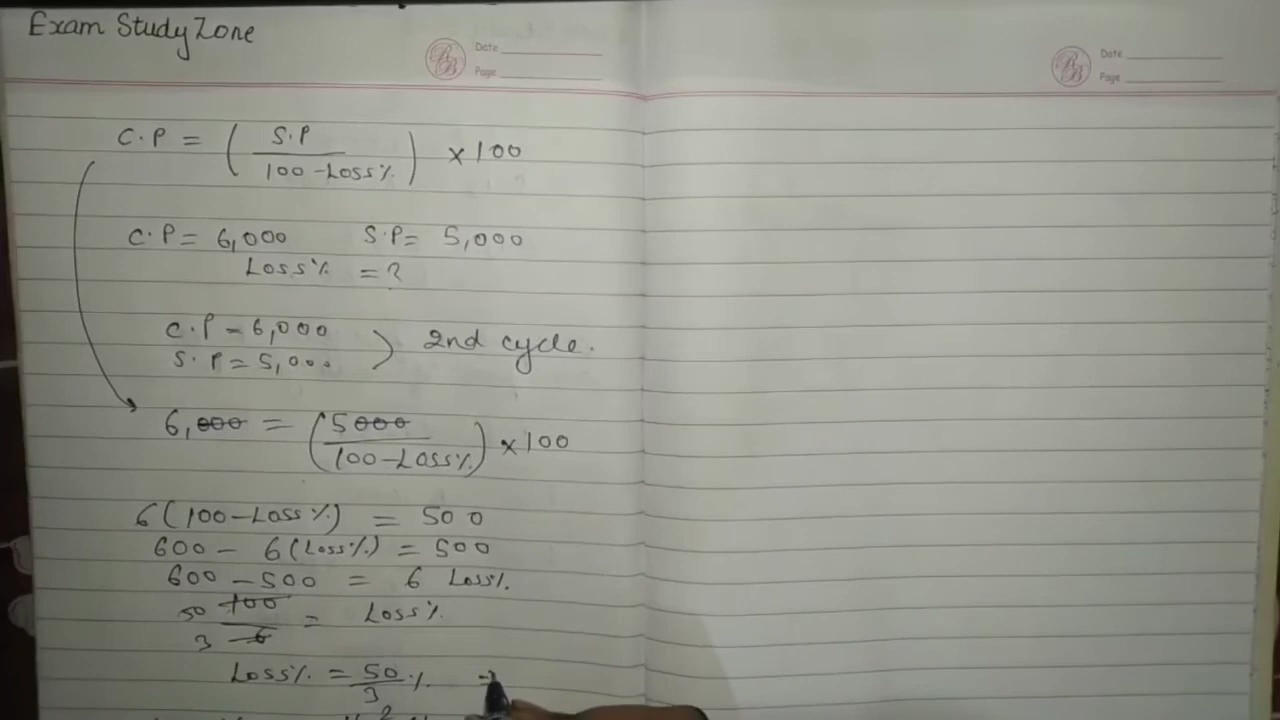 Exam Study Zone
Date
Page
Date
Page
C.P = ( S.P / 100 - Loss% ) × 100
C.P = 6,000 S.P = 5,000
Loss% = ?
C.P = 6,000
S.P = 5,000
2nd cycle.
6,000 = ( 5000 / 100 - Loss% ) × 100
6(100 - Loss%) = 500
600 - 6(Loss%) = 500
600 - 500 = 6 Loss%
50 100 / 3 6 = Loss%
Loss% = 50/3 %